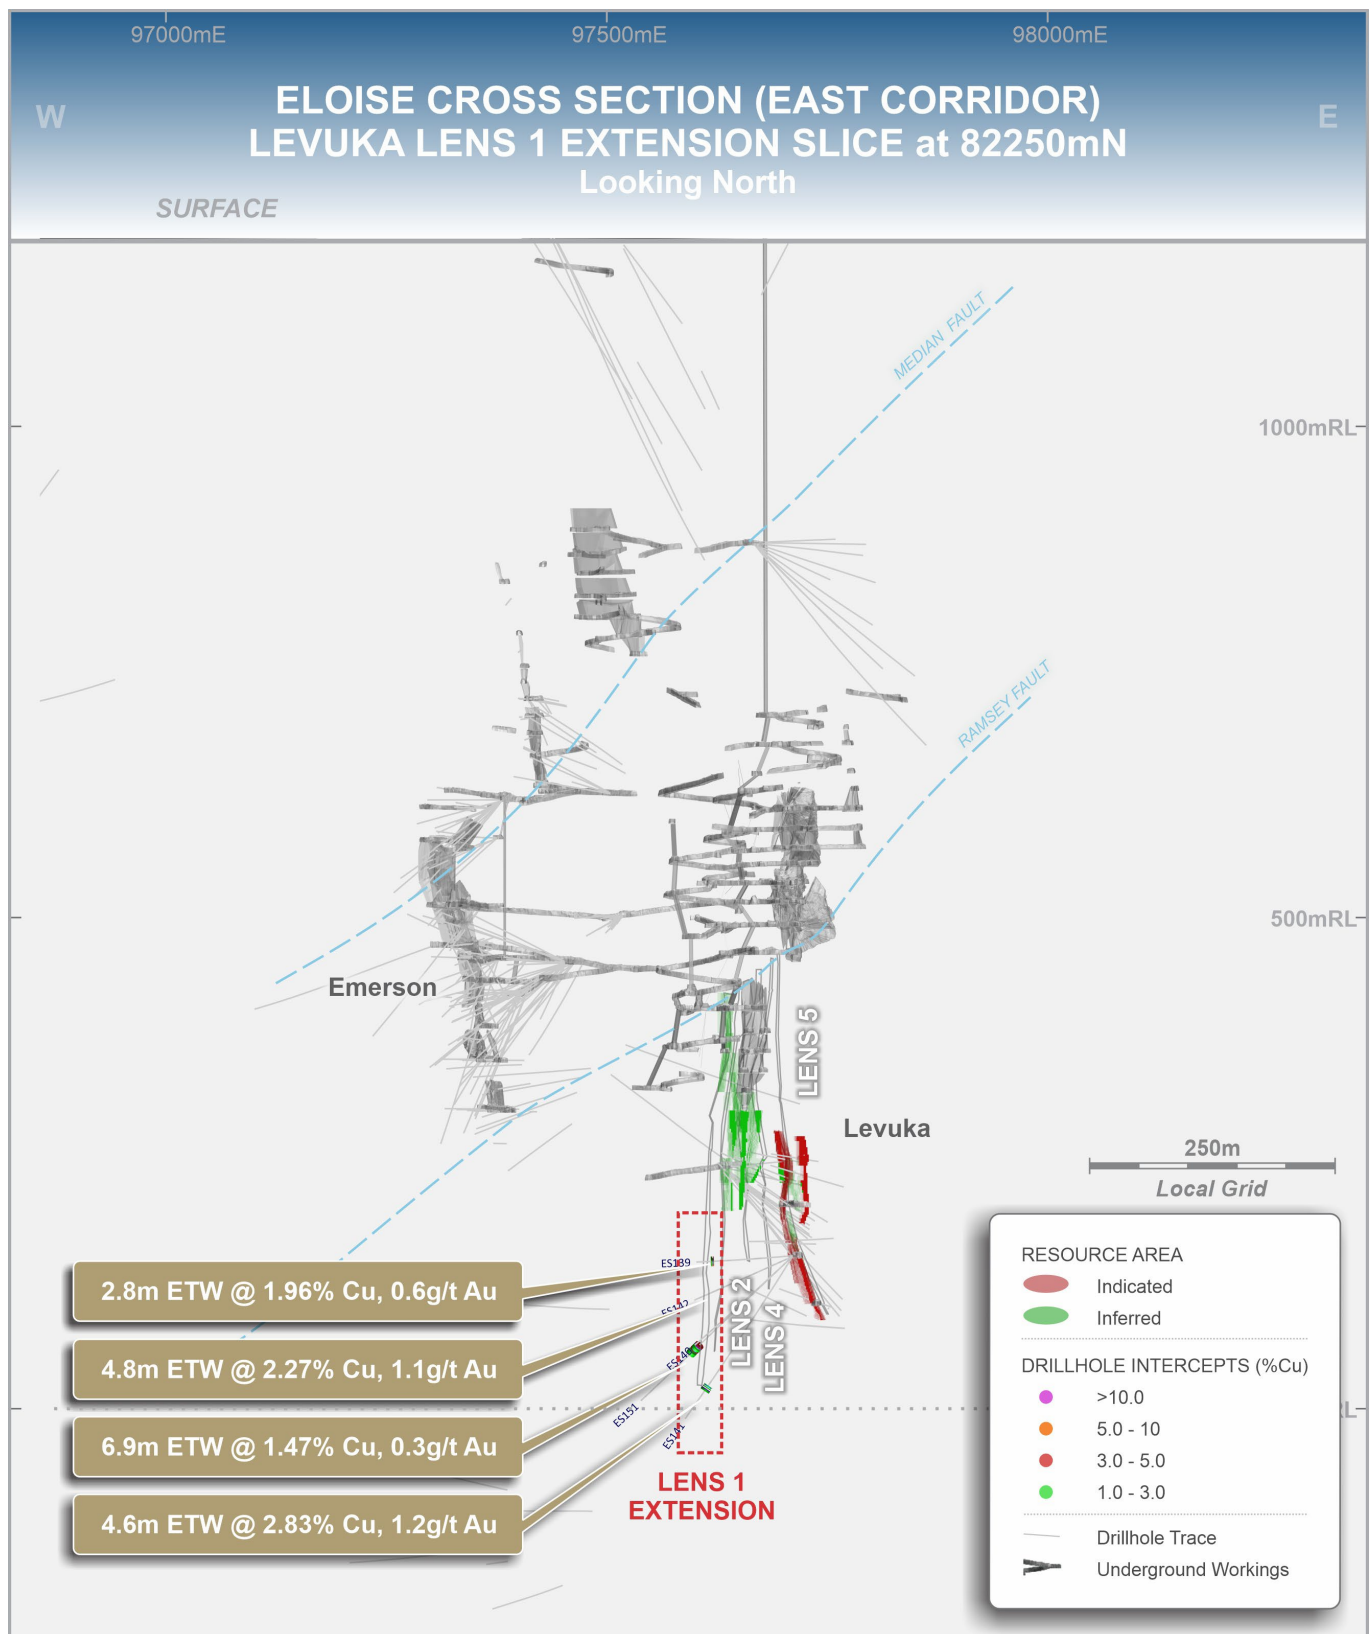 97000mE
97500mE
98000mE
W
E
ELOISE CROSS SECTION (EAST CORRIDOR)
LEVUKA LENS 1 EXTENSION SLICE at 82250mN
Looking North
SURFACE
MEDIAN FAULT
1000mRL
RAMSEY FAULT
500mRL
Emerson
LENS 5
Levuka
250m
Local Grid
ES139
2.8m ETW @ 1.96% Cu, 0.6g/t Au
ES142
LENS 2
LENS 4
4.8m ETW @ 2.27% Cu, 1.1g/t Au
ES140
ES151
ES141
6.9m ETW @ 1.47% Cu, 0.3g/t Au
4.6m ETW @ 2.83% Cu, 1.2g/t Au
LENS 1
EXTENSION
RESOURCE AREA
Indicated
Inferred
DRILLHOLE INTERCEPTS (%Cu)
>10.0
5.0 - 10
3.0 - 5.0
1.0 - 3.0
Drillhole Trace
Underground Workings